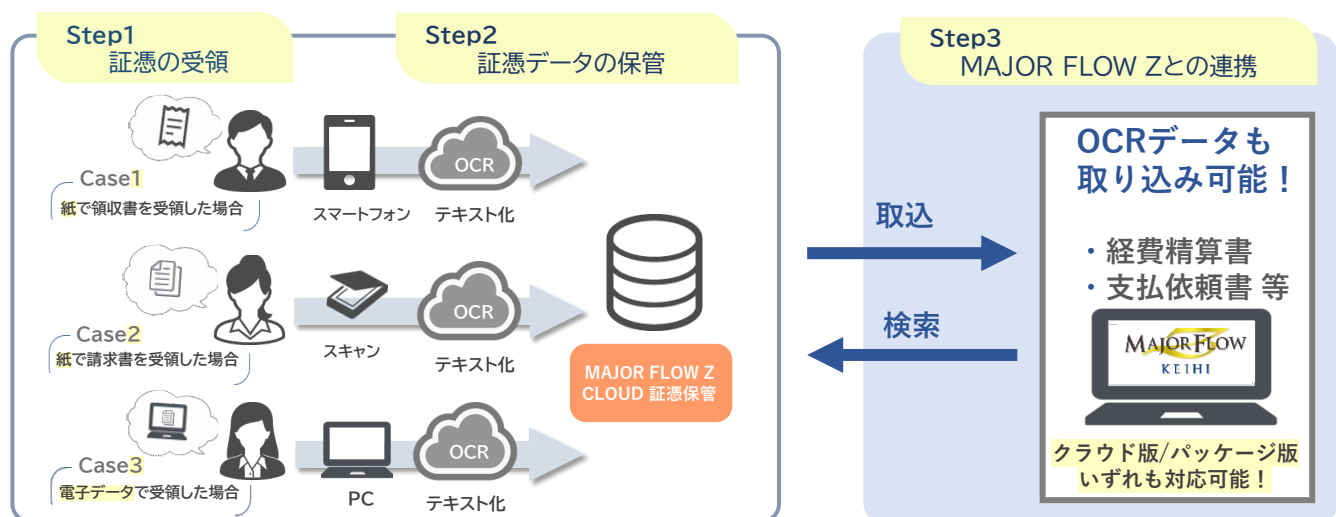 Step1
証憑の受領
Step2
証憑データの保管
Case1
紙で領収書を受領した場合
スマートフォン
OCR
テキスト化
Case2
紙で請求書を受領した場合
スキャン
OCR
テキスト化
Case3
電子データで受領した場合
PC
OCR
テキスト化
MAJOR FLOW Z
CLOUD 証憑保管
取込
検索
Step3
MAJOR FLOW Zとの連携
OCRデータも
取り込み可能！
・経費精算書
・支払依頼書 等
MAJOR FLOW
Z
KEIHI
クラウド版/パッケージ版
いずれも対応可能！